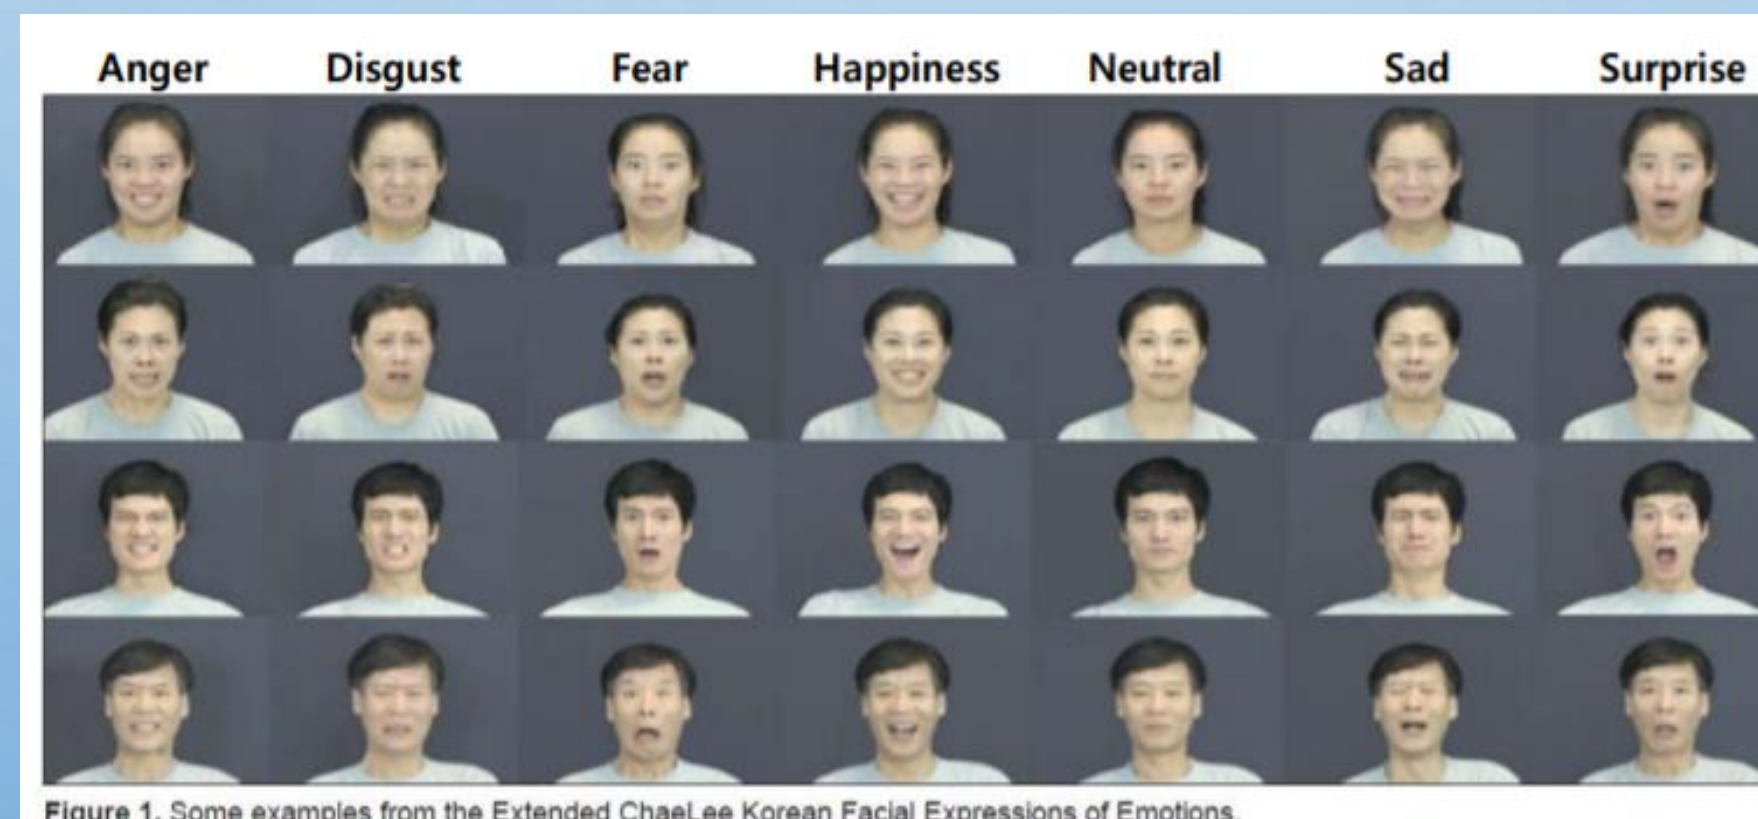 Anger Disgust Fear Happiness Neutral Sad Surprise
Figure 1. Some examples from the Extended ChaeLee Korean Facial Expressions of Emotions.